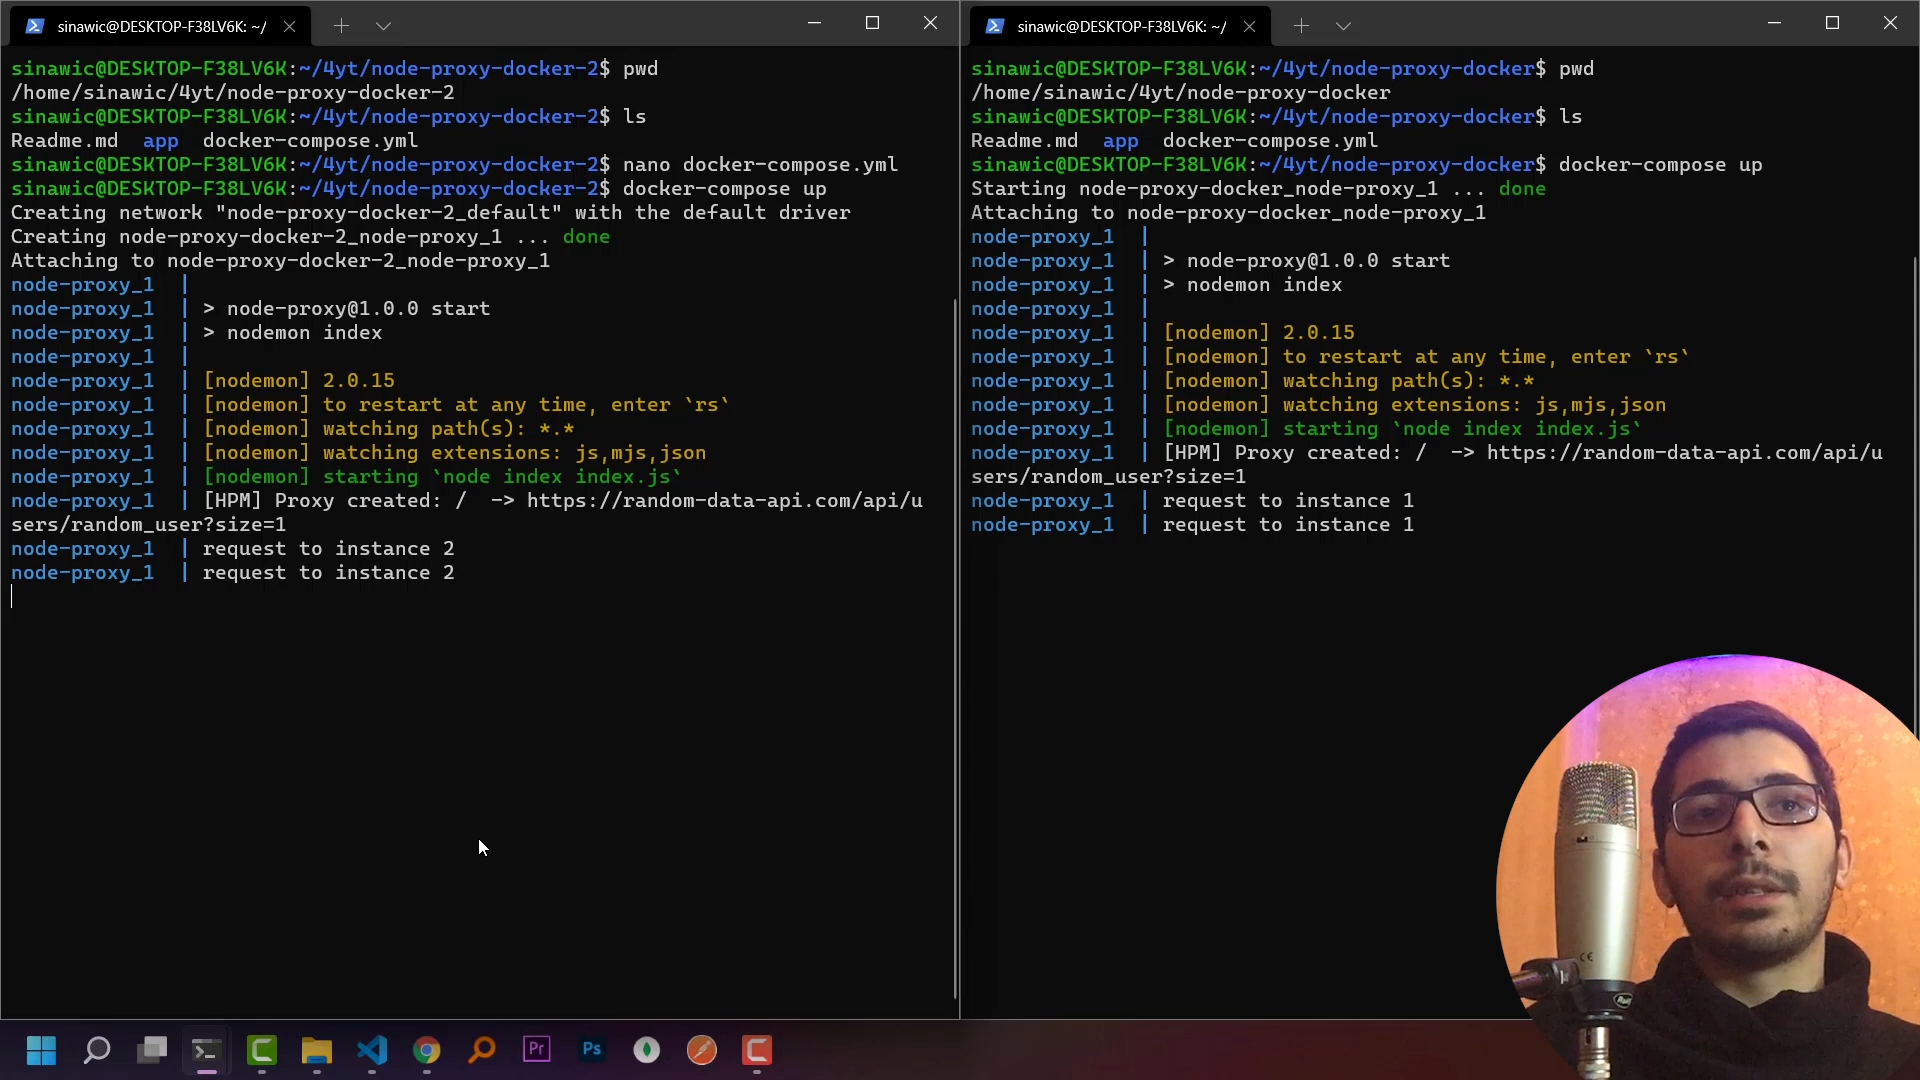 sinawic@DESKTOP-F38LV6K: ~/
sinawic@DESKTOP-F38LV6K:~/4yt/node-proxy-docker-2$ pwd
/home/sinawic/4yt/node-proxy-docker-2
sinawic@DESKTOP-F38LV6K:~/4yt/node-proxy-docker-2$ ls
Readme.md  app  docker-compose.yml
sinawic@DESKTOP-F38LV6K:~/4yt/node-proxy-docker-2$ nano docker-compose.yml
sinawic@DESKTOP-F38LV6K:~/4yt/node-proxy-docker-2$ docker-compose up
Creating network "node-proxy-docker-2_default" with the default driver
Creating node-proxy-docker-2_node-proxy_1 ... done
Attaching to node-proxy-docker-2_node-proxy_1
node-proxy_1  |
node-proxy_1  | > node-proxy@1.0.0 start
node-proxy_1  | > nodemon index
node-proxy_1  |
node-proxy_1  | [nodemon] 2.0.15
node-proxy_1  | [nodemon] to restart at any time, enter `rs`
node-proxy_1  | [nodemon] watching path(s): *.*
node-proxy_1  | [nodemon] watching extensions: js,mjs,json
node-proxy_1  | [nodemon] starting `node index index.js`
node-proxy_1  | [HPM] Proxy created: /  -> https://random-data-api.com/api/u
sers/random_user?size=1
node-proxy_1  | request to instance 2
node-proxy_1  | request to instance 2
sinawic@DESKTOP-F38LV6K: ~/
sinawic@DESKTOP-F38LV6K:~/4yt/node-proxy-docker$ pwd
/home/sinawic/4yt/node-proxy-docker
sinawic@DESKTOP-F38LV6K:~/4yt/node-proxy-docker$ ls
Readme.md  app  docker-compose.yml
sinawic@DESKTOP-F38LV6K:~/4yt/node-proxy-docker$ docker-compose up
Starting node-proxy-docker_node-proxy_1 ... done
Attaching to node-proxy-docker_node-proxy_1
node-proxy_1  |
node-proxy_1  | > node-proxy@1.0.0 start
node-proxy_1  | > nodemon index
node-proxy_1  |
node-proxy_1  | [nodemon] 2.0.15
node-proxy_1  | [nodemon] to restart at any time, enter `rs`
node-proxy_1  | [nodemon] watching path(s): *.*
node-proxy_1  | [nodemon] watching extensions: js,mjs,json
node-proxy_1  | [nodemon] starting `node index index.js`
node-proxy_1  | [HPM] Proxy created: /  -> https://random-data-api.com/api/u
sers/random_user?size=1
node-proxy_1  | request to instance 1
node-proxy_1  | request to instance 1
Pr
Ps